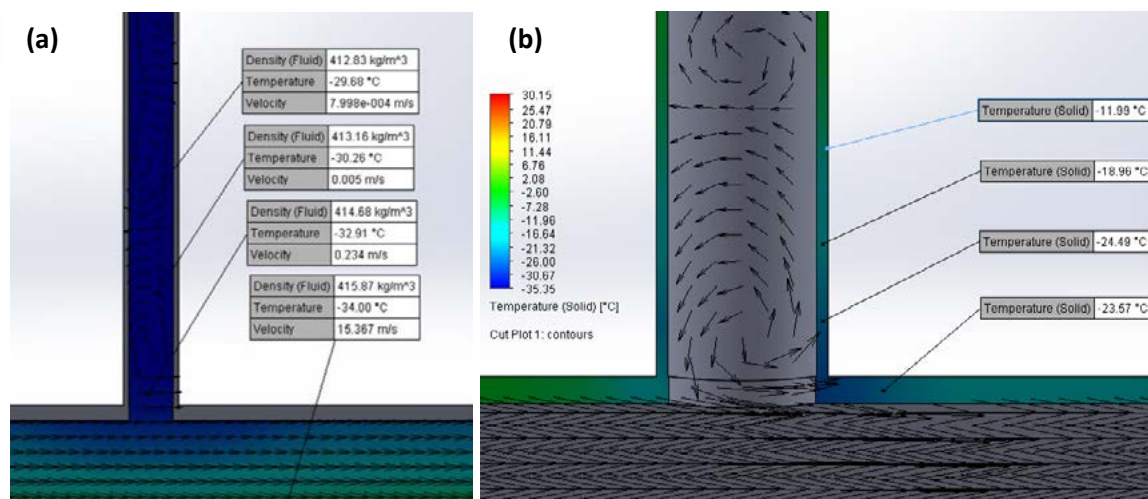 (a)
Density (Fluid) 412.83 kg/m^3
Temperature -29.68 °C
Velocity 7.998e-004 m/s
Density (Fluid) 413.16 kg/m^3
Temperature -30.26 °C
Velocity 0.005 m/s
Density (Fluid) 414.68 kg/m^3
Temperature -32.91 °C
Velocity 0.234 m/s
Density (Fluid) 415.87 kg/m^3
Temperature -34.00 °C
Velocity 15.367 m/s
(b)
30.15
25.47
20.79
16.11
11.44
6.76
2.08
-2.60
-7.28
-11.96
-16.64
-21.32
-26.00
-30.67
-35.35
Temperature (Solid) [°C]
Cut Plot 1: contours
Temperature (Solid) -11.99 °C
Temperature (Solid) -18.96 °C
Temperature (Solid) -24.49 °C
Temperature (Solid) -23.57 °C